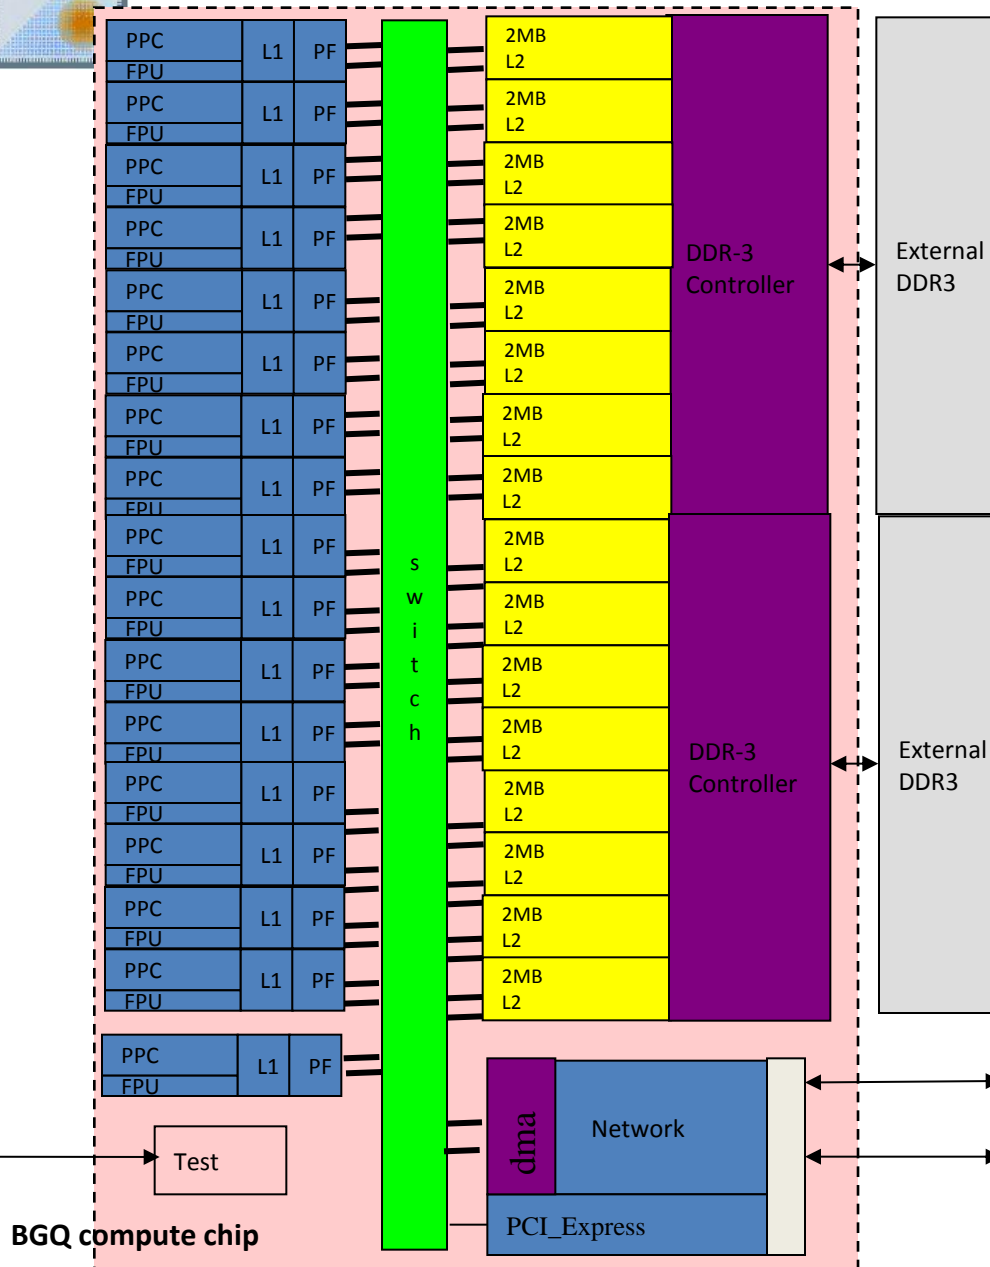 PPC
FPU
L1
PF
PPC
FPU
L1
PF
PPC
FPU
L1
PF
PPC
FPU
L1
PF
PPC
FPU
L1
PF
PPC
FPU
L1
PF
PPC
FPU
L1
PF
PPC
FPU
L1
PF
PPC
FPU
L1
PF
PPC
FPU
L1
PF
PPC
FPU
L1
PF
PPC
FPU
L1
PF
PPC
FPU
L1
PF
PPC
FPU
L1
PF
PPC
FPU
L1
PF
PPC
FPU
L1
PF
PPC
FPU
L1
PF
Test
BGQ compute chip
s
w
i
t
c
h
2MB
L2
2MB
L2
2MB
L2
2MB
L2
2MB
L2
2MB
L2
2MB
L2
2MB
L2
2MB
L2
2MB
L2
2MB
L2
2MB
L2
2MB
L2
2MB
L2
2MB
L2
2MB
L2
DDR-3
Controller
DDR-3
Controller
External
DDR3
External
DDR3
dma
Network
PCI_Express